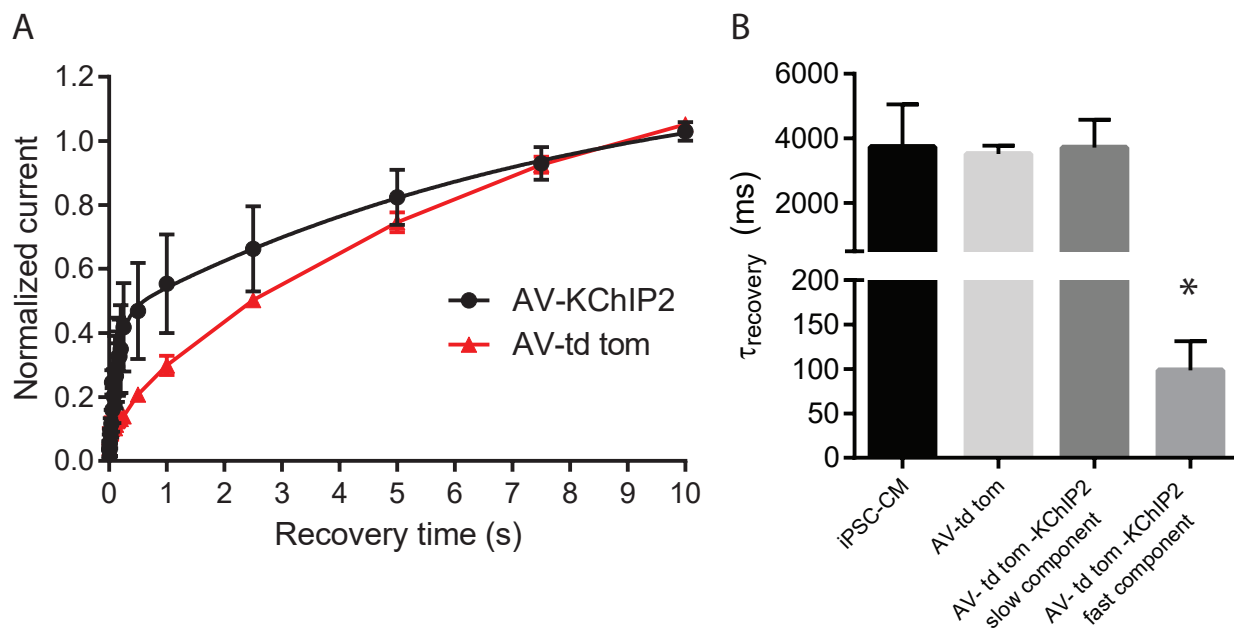 A
Normalized current
1.2
1.0
0.8
0.6
0.4
0.2
0.0
0 1 2 3 4 5 6 7 8 9 10
Recovery time (s)
AV-KChIP2
AV-td tom
B
τrecovery (ms)
6000
4000
2000
200
150
100
50
0
*
iPSC-CM
AV-td tom
AV- td tom -KChIP2
slow component
AV- td tom -KChIP2
fast component